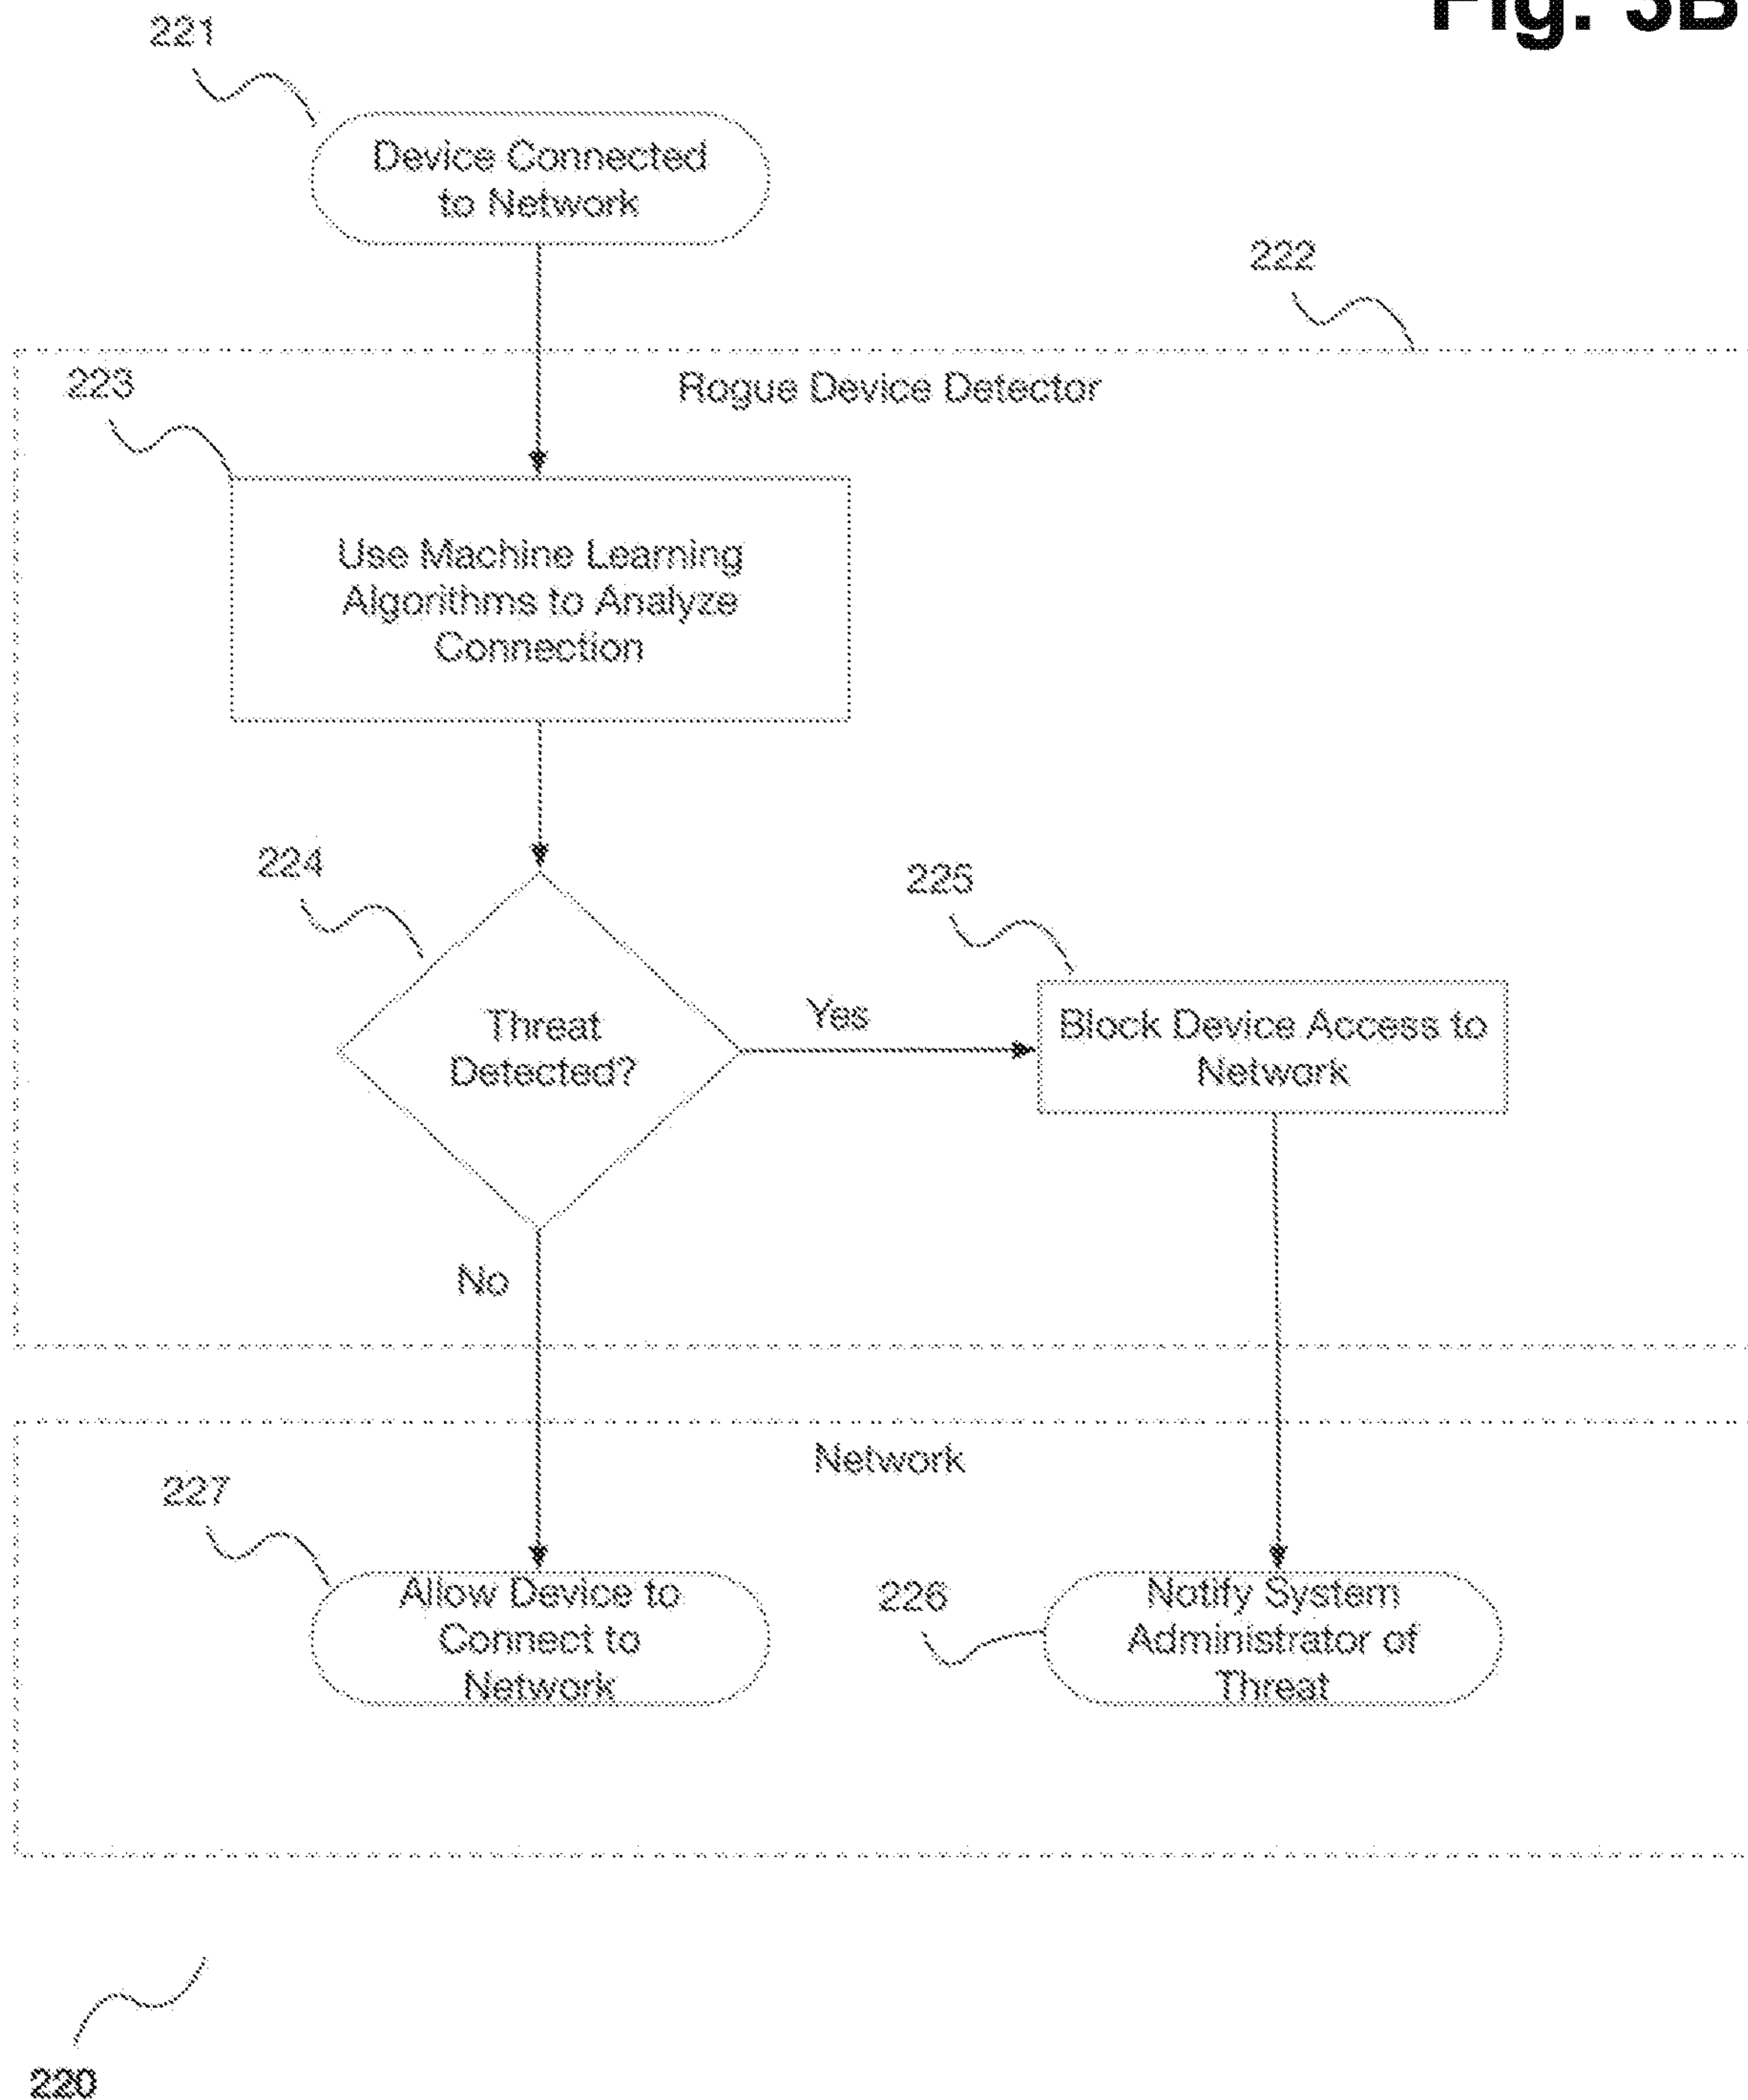 Fig. 3B
221
Device Connected
to Network
222
223
Rogue Device Detector
Use Machine Learning
Algorithms to Analyze
Connection
224
225
Threat
Detected?
Yes
Block Device Access to
Network
No
Network
227
Allow Device to
Connect to
Network
226
Notify System
Administrator of
Threat
220